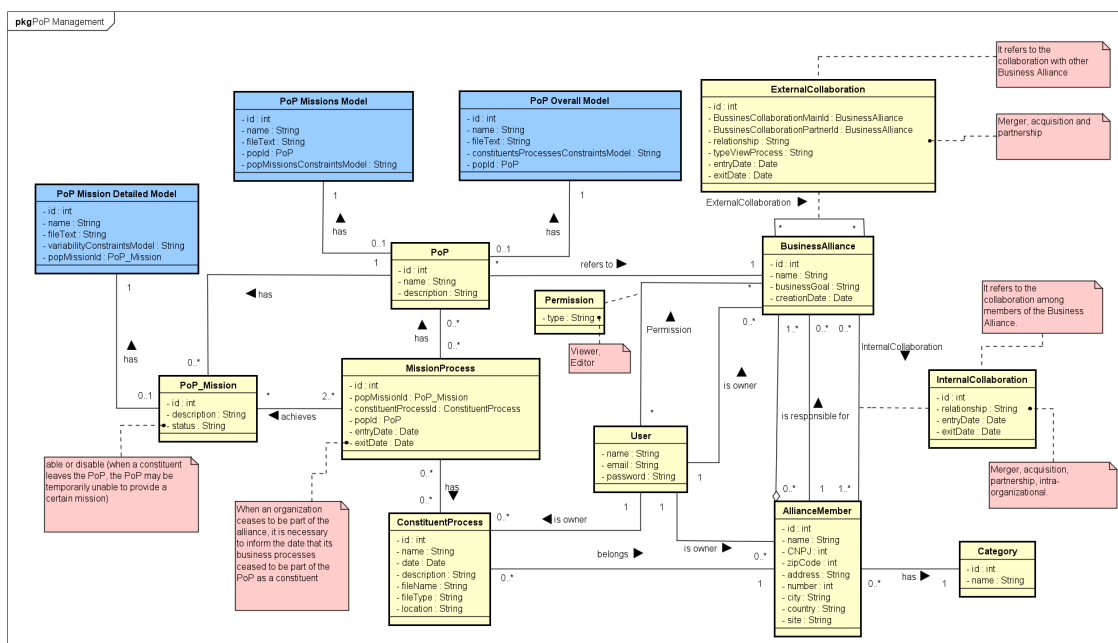 pkg PoP Management
It refers to the
collaboration with other
Business Alliance
ExternalCollaboration
- id : int
- BussinesCollaborationMainId : BusinessAlliance
- BussinesCollaborationPartnerId : BusinessAlliance
- relationship : String
- typeViewProcess : String
- entryDate : Date
- exitDate : Date
Merger, acquisition and
partnership
PoP Missions Model
- id : int
- name : String
- fileText : String
- popId : PoP
- popMissionsConstraintsModel : String
PoP Overall Model
- id : int
- name : String
- fileText : String
- constituentsProcessesConstraintsModel : String
- popId : PoP
PoP Mission Detailed Model
- id : int
- name : String
- fileText : String
- variabilityConstraintsModel : String
- popMissionId : PoP_Mission
1
has
0..1
1
has
0..1
ExternalCollaboration
*
*
PoP
- id : int
- name : String
- description : String
1
*
refers to
1
BusinessAlliance
- id : int
- name : String
- businessGoal : String
- creationDate : Date
It refers to the
collaboration among
members of the Business
Alliance.
1
has
0..1
has
0..*
0..*
has
0..*
Permission
- type : String
Viewer,
Editor
*
Permission
*
0..*
is owner
1
1..*
0..*
0..*
InternalCollaboration
is responsible for
InternalCollaboration
- id : int
- relationship : String
- entryDate : Date
- exitDate : Date
Merger, acquisition,
partnership, intra-
organizational.
PoP_Mission
- id : int
- description : String
- status : String
*
achieves
2..*
MissionProcess
- id : int
- popMissionId : PoP_Mission
- constituentProcessId : ConstituentProcess
- popId : PoP
- entryDate : Date
- exitDate : Date
able or disable (when a constituent
leaves the PoP, the PoP may be
temporarily unable to provide a
certain mission)
When an organization
ceases to be part of the
alliance, it is necessary
to inform the date that its
business processes
ceased to be part of the
PoP as a constituent
0..*
has
0..*
User
- name : String
- email : String
- password : String
1
1
0..*
is owner
is owner
0..*
0..*
1
1..*
ConstituentProcess
- id : int
- name : String
- date : Date
- description : String
- fileName : String
- fileType : String
- location : String
belongs
0..*
1
AllianceMember
- id : int
- name : String
- CNPJ : int
- zipCode : int
- address : String
- number : int
- city : String
- country : String
- site : String
0..*
has
1
Category
- id : int
- name : String